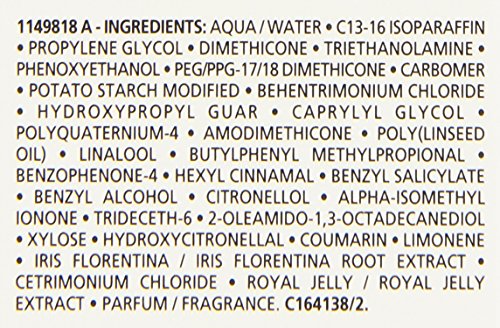 1149818 A - INGREDIENTS: AQUA / WATER • C13-16 ISOPARAFFIN
• PROPYLENE GLYCOL • DIMETHICONE • TRIETHANOLAMINE •
PHENOXYETHANOL • PEG/PPG-17/18 DIMETHICONE • CARBOMER
• POTATO STARCH MODIFIED • BEHENTRIMONIUM CHLORIDE
• HYDROXYPROPYL GUAR • CAPRYLYL GLYCOL •
POLYQUATERNIUM-4 • AMODIMETHICONE • POLY(LINSEED
OIL) • LINALOOL • BUTYLPHENYL METHYLPROPIONAL •
BENZOPHENONE-4 • HEXYL CINNAMAL • BENZYL SALICYLATE
• BENZYL ALCOHOL • CITRONELLOL • ALPHA-ISOMETHYL
IONONE • TRIDECETH-6 • 2-OLEAMIDO-1,3-OCTADECANEDIOL
• XYLOSE • HYDROXYCITRONELLAL • COUMARIN • LIMONENE
• IRIS FLORENTINA / IRIS FLORENTINA ROOT EXTRACT •
CETRIMONIUM CHLORIDE • ROYAL JELLY / ROYAL JELLY
EXTRACT • PARFUM / FRAGRANCE. C164138/2.